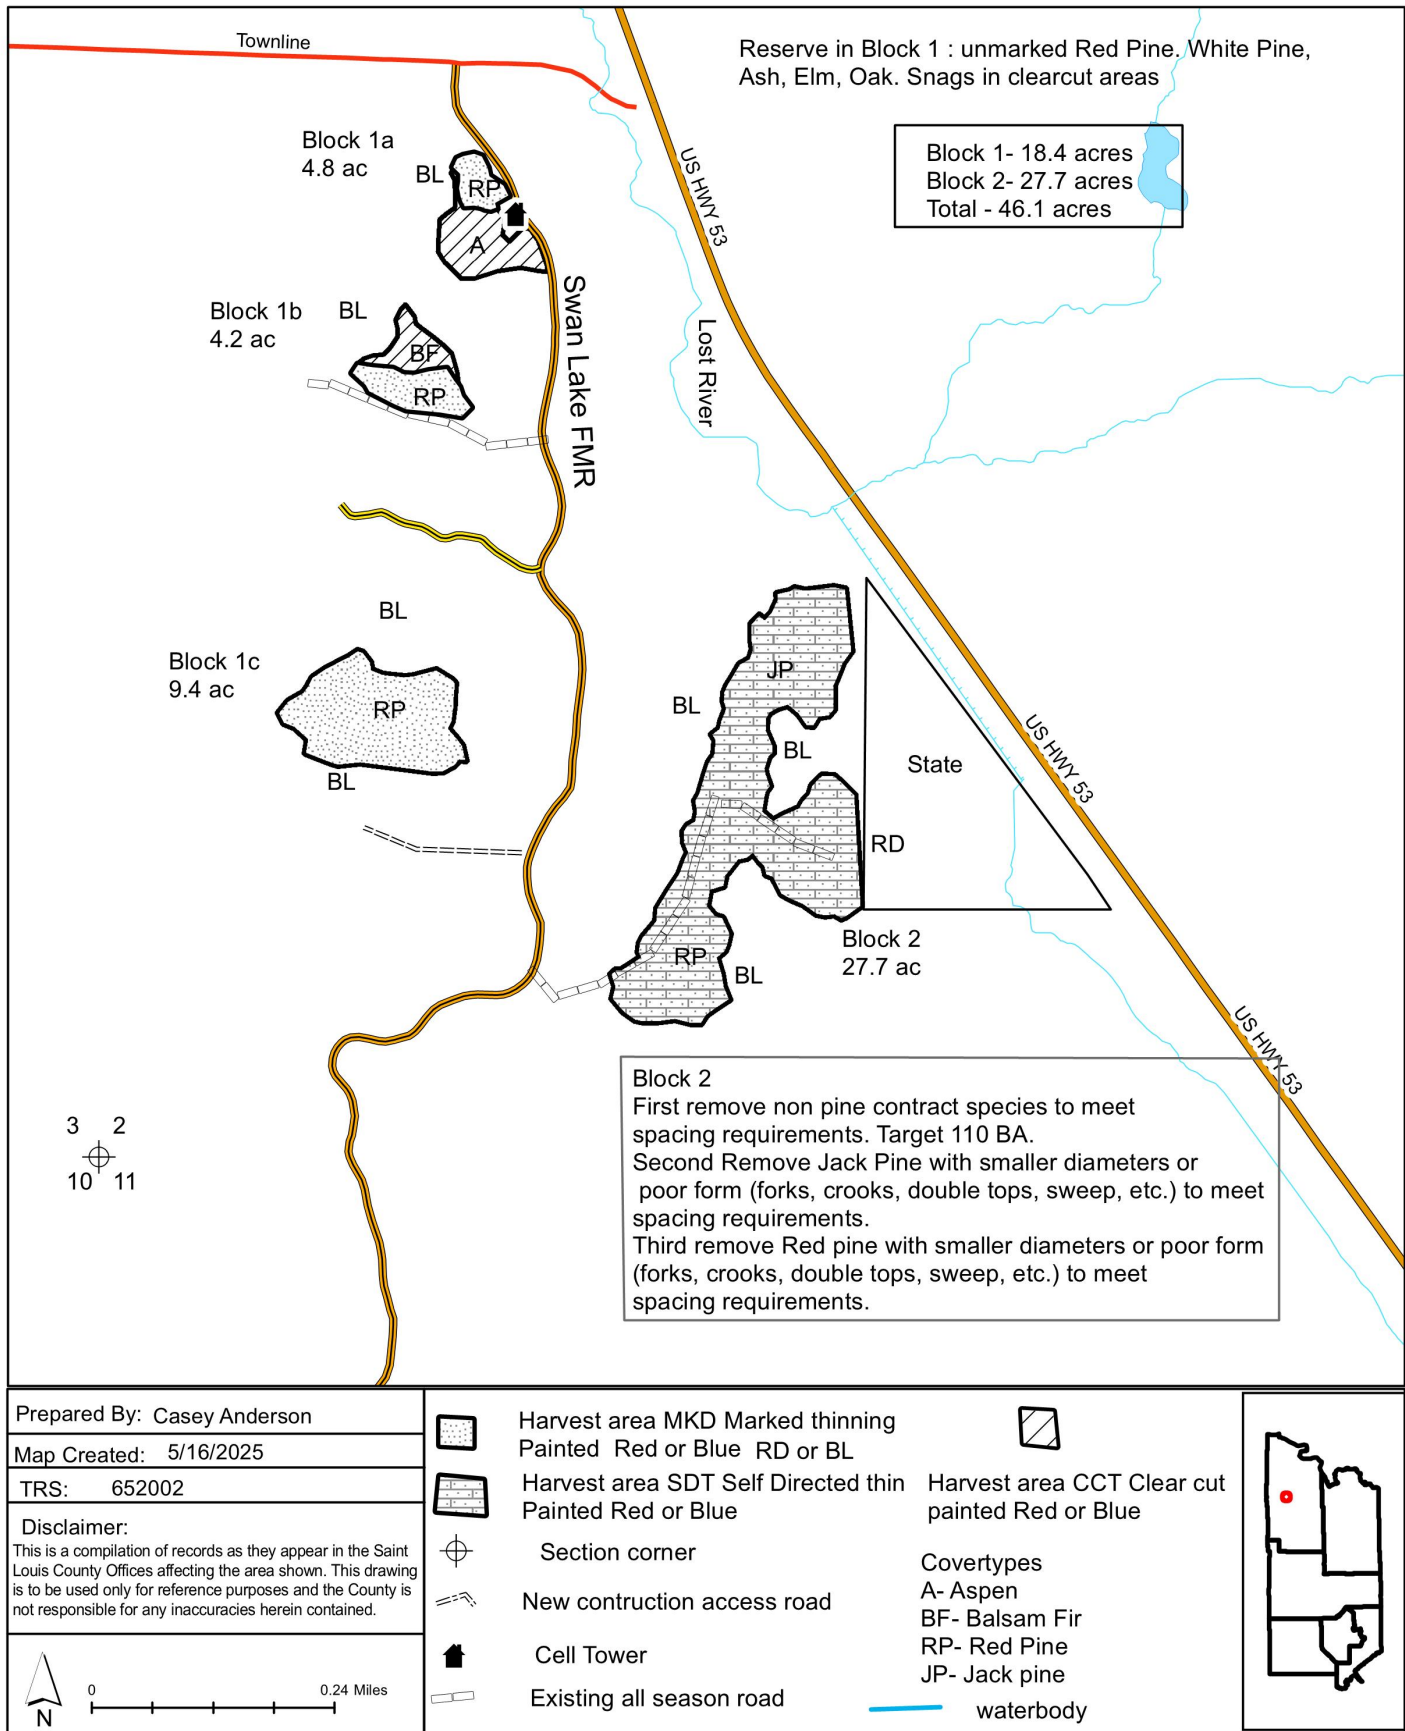 Townline
Reserve in Block 1 : unmarked Red Pine. White Pine,
Ash, Elm, Oak. Snags in clearcut areas
Block 1- 18.4 acres
Block 2- 27.7 acres
Total - 46.1 acres
Block 1a
4.8 ac
BL
RP
A
US HWY 53
Swan Lake FMR
Lost River
Block 1b
4.2 ac
BL
BF
RP
BL
Block 1c
9.4 ac
RP
BL
JP
BL
BL
State
US HWY 53
RD
Block 2
27.7 ac
RP
BL
US HWY 53
Block 2
First remove non pine contract species to meet
spacing requirements. Target 110 BA.
Second Remove Jack Pine with smaller diameters or
poor form (forks, crooks, double tops, sweep, etc.) to meet
spacing requirements.
Third remove Red pine with smaller diameters or poor form
(forks, crooks, double tops, sweep, etc.) to meet
spacing requirements.
3 2
10 11
Prepared By: Casey Anderson
Map Created: 5/16/2025
TRS: 652002
Disclaimer:
This is a compilation of records as they appear in the Saint
Louis County Offices affecting the area shown. This drawing
is to be used only for reference purposes and the County is
not responsible for any inaccuracies herein contained.
N
0 0.24 Miles
Harvest area MKD Marked thinning
Painted Red or Blue RD or BL
Harvest area SDT Self Directed thin
Painted Red or Blue
Section corner
New contruction access road
Cell Tower
Existing all season road
Harvest area CCT Clear cut
painted Red or Blue
Covertypes
A- Aspen
BF- Balsam Fir
RP- Red Pine
JP- Jack pine
waterbody